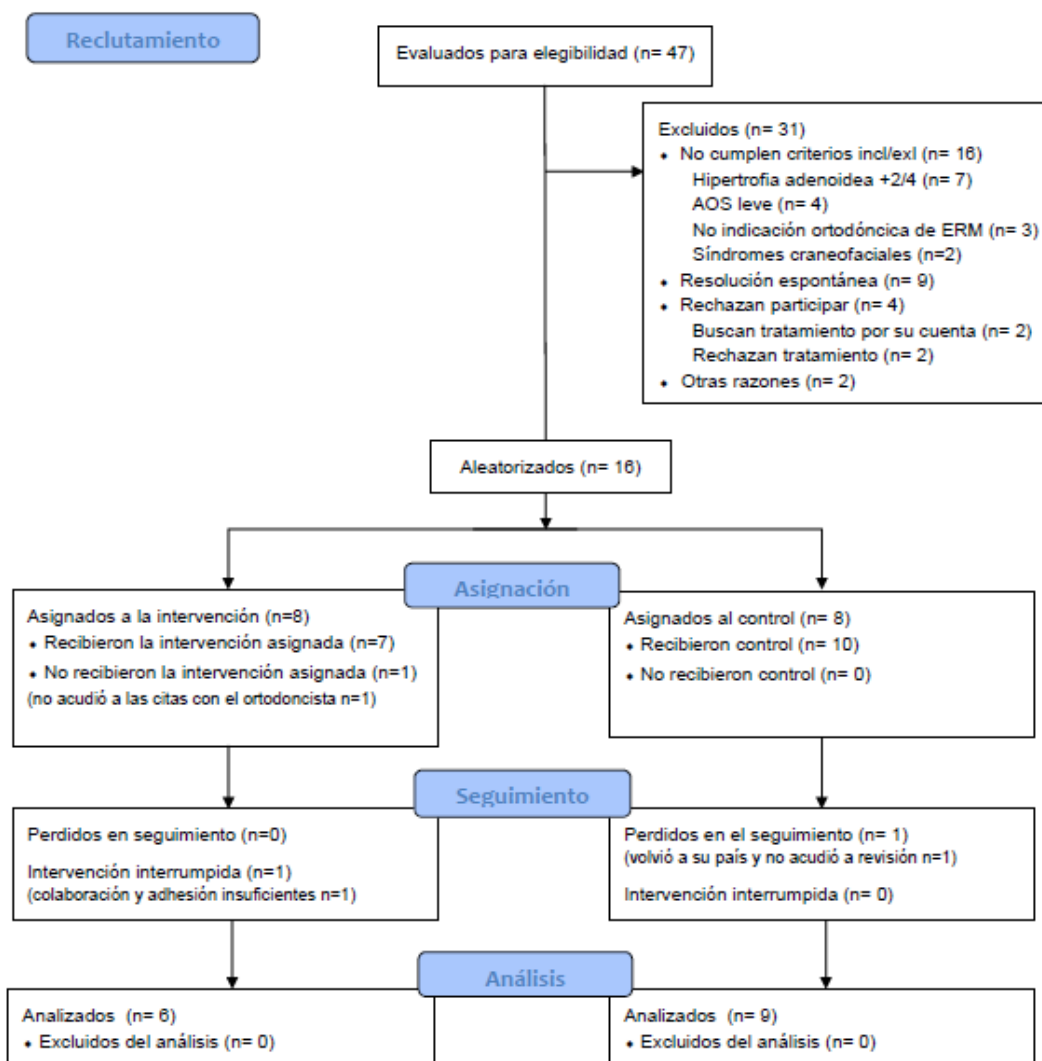 Reclutamiento
Evaluados para elegibilidad (n= 47)
Excluidos (n= 31)
⬥ No cumplen criterios incl/exl (n= 16)
Hipertrofia adenoidea +2/4 (n= 7)
AOS leve (n= 4)
No indicación ortodóncica de ERM (n= 3)
Síndromes craneofaciales (n=2)
⬥ Resolución espontánea (n= 9)
⬥ Rechazan participar (n= 4)
Buscan tratamiento por su cuenta (n= 2)
Rechazan tratamiento (n= 2)
⬥ Otras razones (n= 2)
Aleatorizados (n= 16)
Asignación
Asignados a la intervención (n=8)
⬥ Recibieron la intervención asignada (n=7)
⬥ No recibieron la intervención asignada (n=1)
(no acudió a las citas con el ortodoncista n=1)
Asignados al control (n= 8)
⬥ Recibieron control (n= 10)
⬥ No recibieron control (n= 0)
Seguimiento
Perdidos en seguimiento (n=0)
Intervención interrumpida (n=1)
(colaboración y adhesión insuficientes n=1)
Perdidos en el seguimiento (n= 1)
(volvió a su país y no acudió a revisión n=1)
Intervención interrumpida (n= 0)
Análisis
Analizados (n= 6)
⬥ Excluidos del análisis (n= 0)
Analizados (n= 9)
⬥ Excluidos del análisis (n= 0)